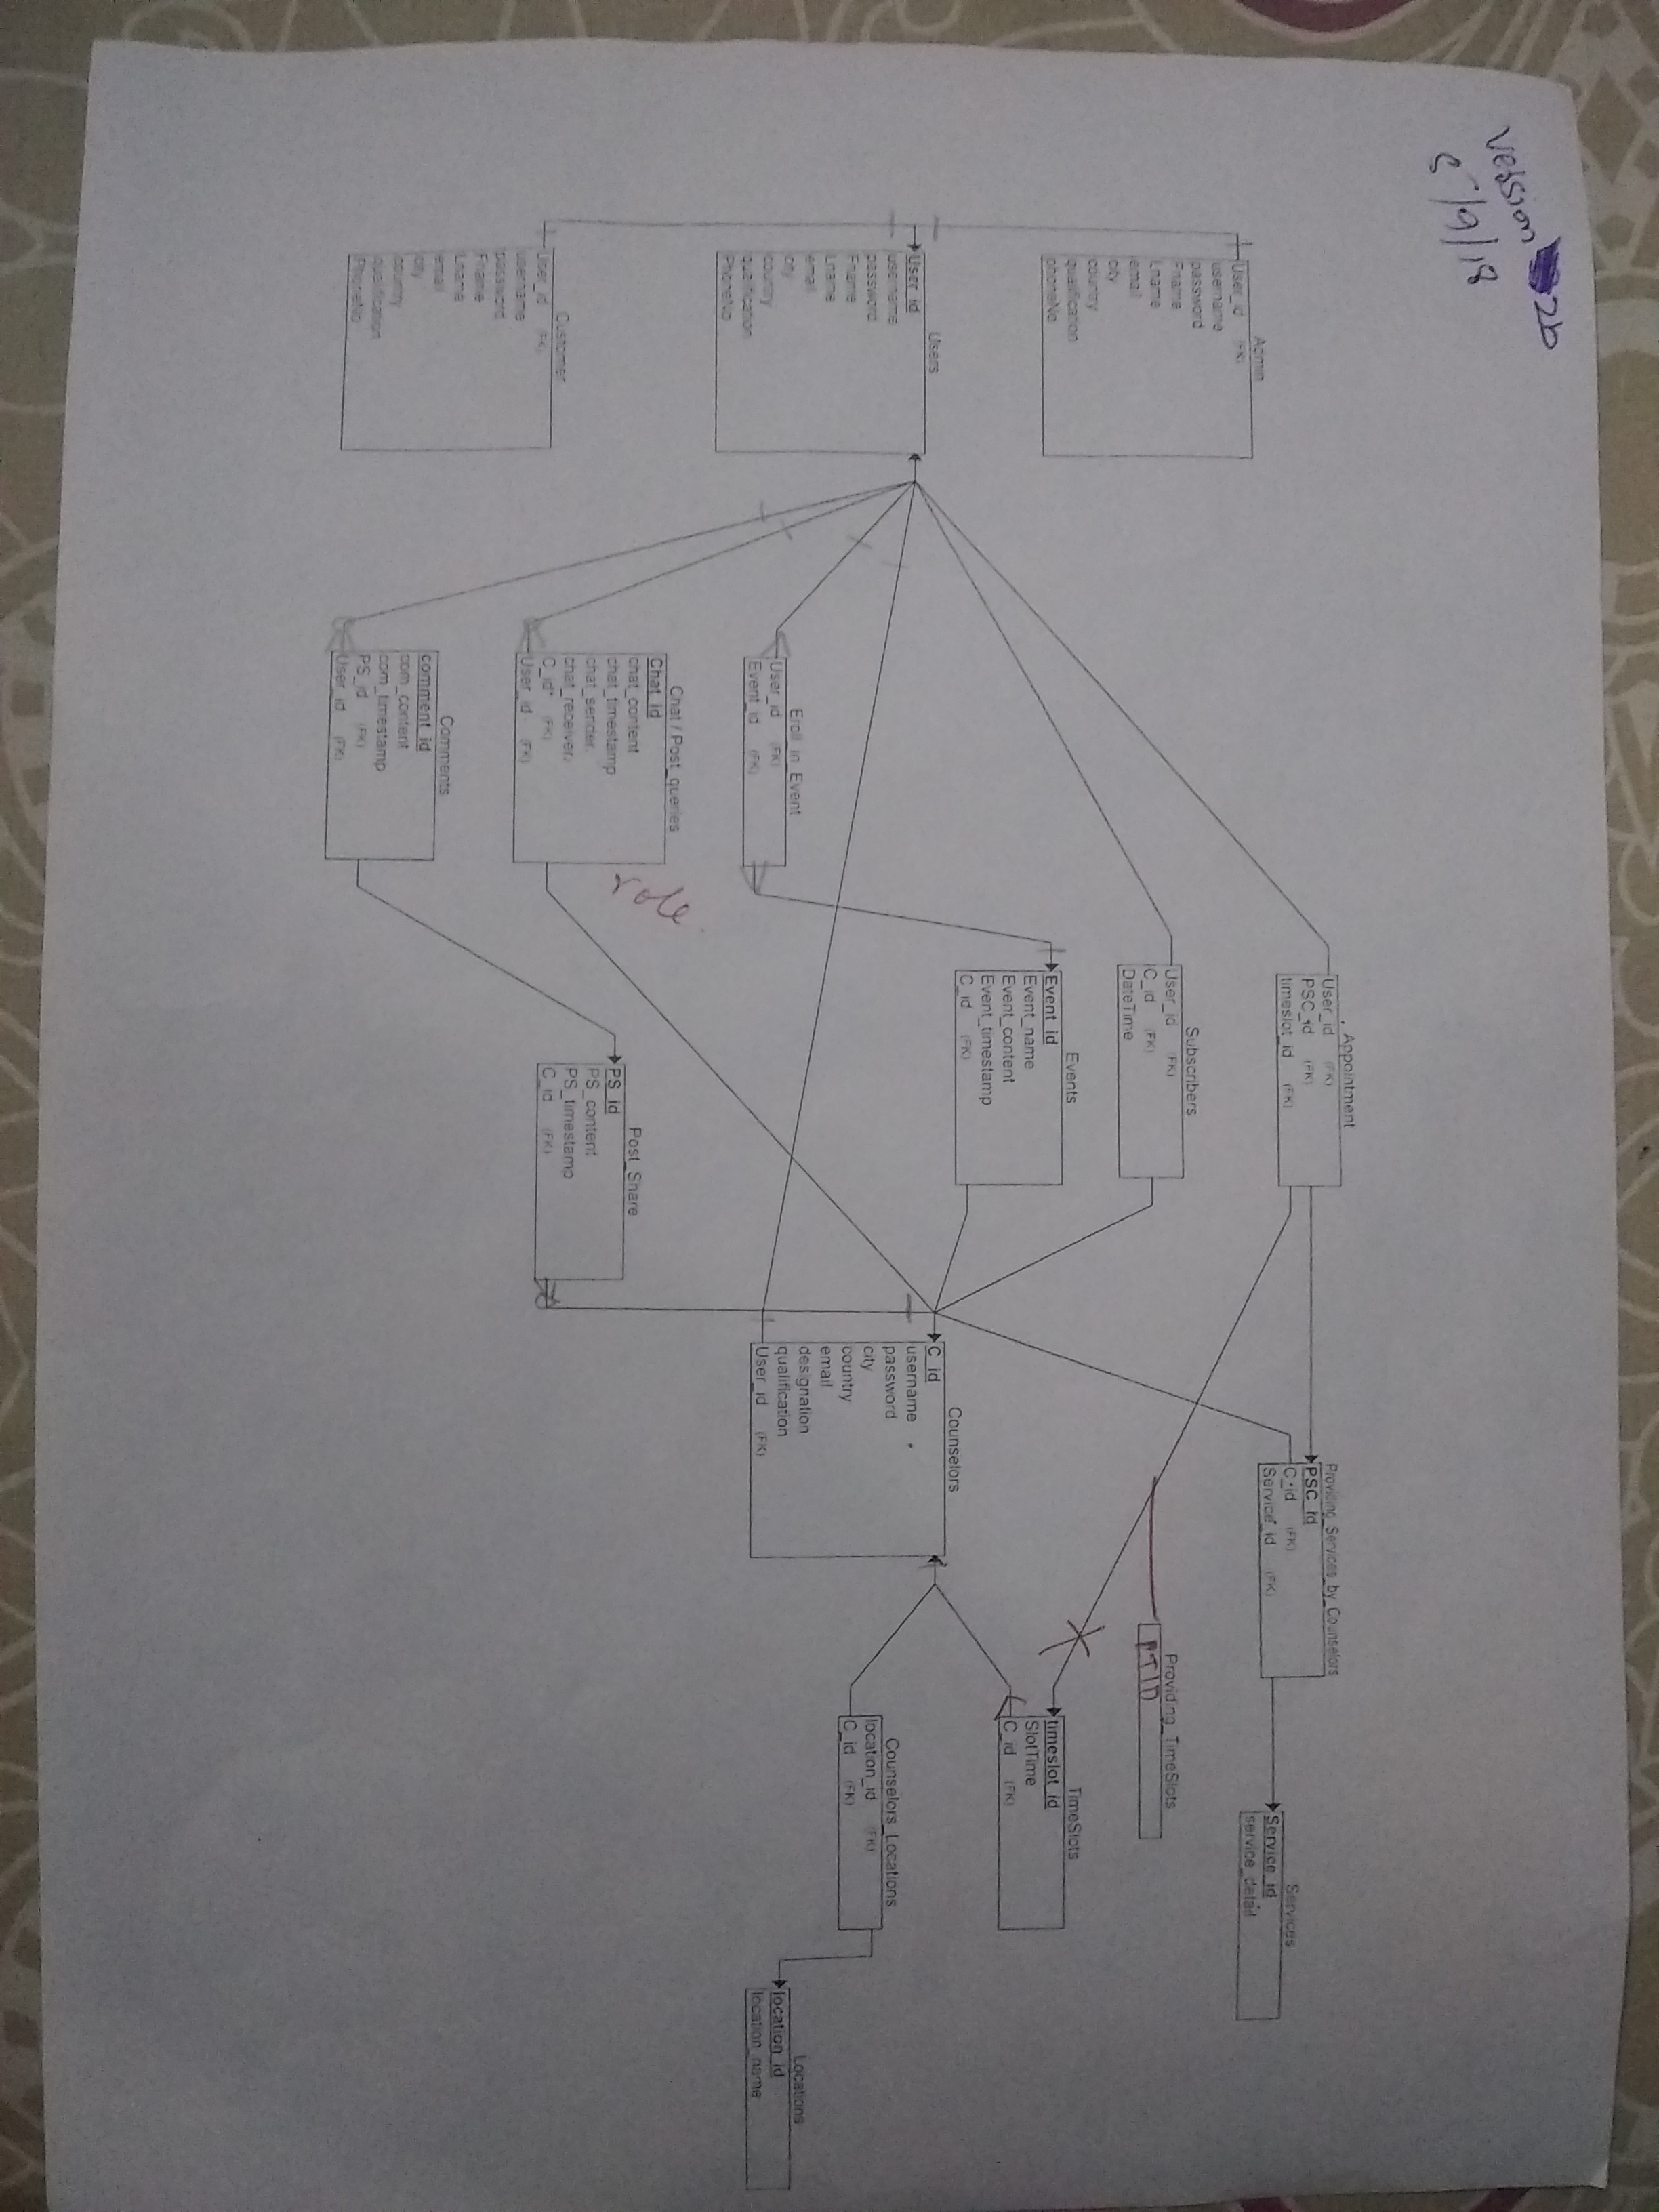 Version 2b
5/9/18
Admin
User_id (FK)
username
password
Fname
Lname
email
city
country
qualification
phoneNo
Users
User_id
username
password
Fname
Lname
email
city
country
qualification
PhoneNo
Customer
User_id (FK)
username
password
Fname
Lname
email
city
country
qualification
PhoneNo
Appointment
User_id (FK)
PSC_id (FK)
timeslot_id (FK)
Subscribers
User_id (FK)
C_id (FK)
DateTime
Events
Event_id
Event_name
Event_content
Event_timestamp
C_id (FK)
Eroll_in_Event
User_id (FK)
Event_id (FK)
Chat / Post_queries
Chat_id
chat_content
chat_timestamp
chat_sender
chat_receiver
C_id (FK)
User_id (FK)
role
Comments
comment_id
com_content
com_timestamp
PS_id (FK)
User_id (FK)
Post_Share
PS_id
PS_content
PS_timestamp
C_id (FK)
Providing_Services_by_Counselors
PSC_id
C_id (FK)
Service_id (FK)
Services
Service_id
service_detail
Providing_TimeSlots
PTID
TimeSlots
timeslot_id
SlotTime
C_id (FK)
Counselors
C_id
username
password
city
country
email
designation
qualification
User_id (FK)
Counselors_Locations
location_id (FK)
C_id (FK)
Locations
location_id
location_name